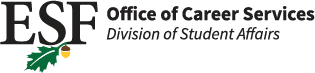 ESF Office of Career Services
Division of Student Affairs